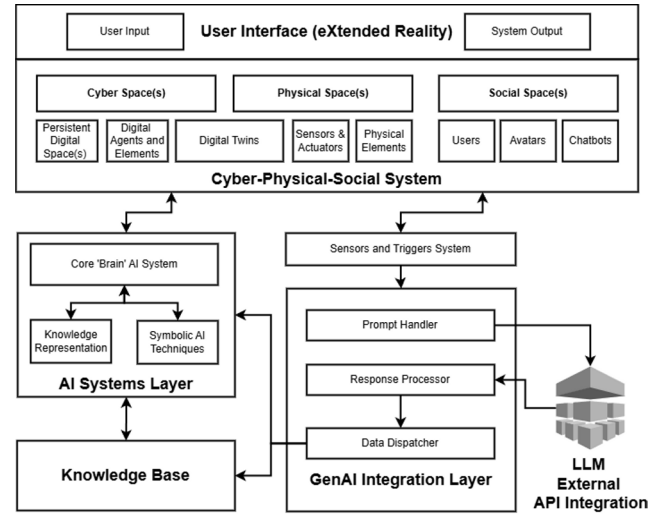 User Input
User Interface (eXtended Reality)
System Output
Cyber Space(s)
Physical Space(s)
Social Space(s)
Persistent
Digital
Space(s)
Digital
Agents and
Elements
Digital Twins
Sensors &
Actuators
Physical
Elements
Users
Avatars
Chatbots
Cyber-Physical-Social System
Core 'Brain' AI System
Knowledge
Representation
Symbolic AI
Techniques
AI Systems Layer
Knowledge Base
Sensors and Triggers System
Prompt Handler
Response Processor
Data Dispatcher
GenAI Integration Layer
LLM
External
API Integration